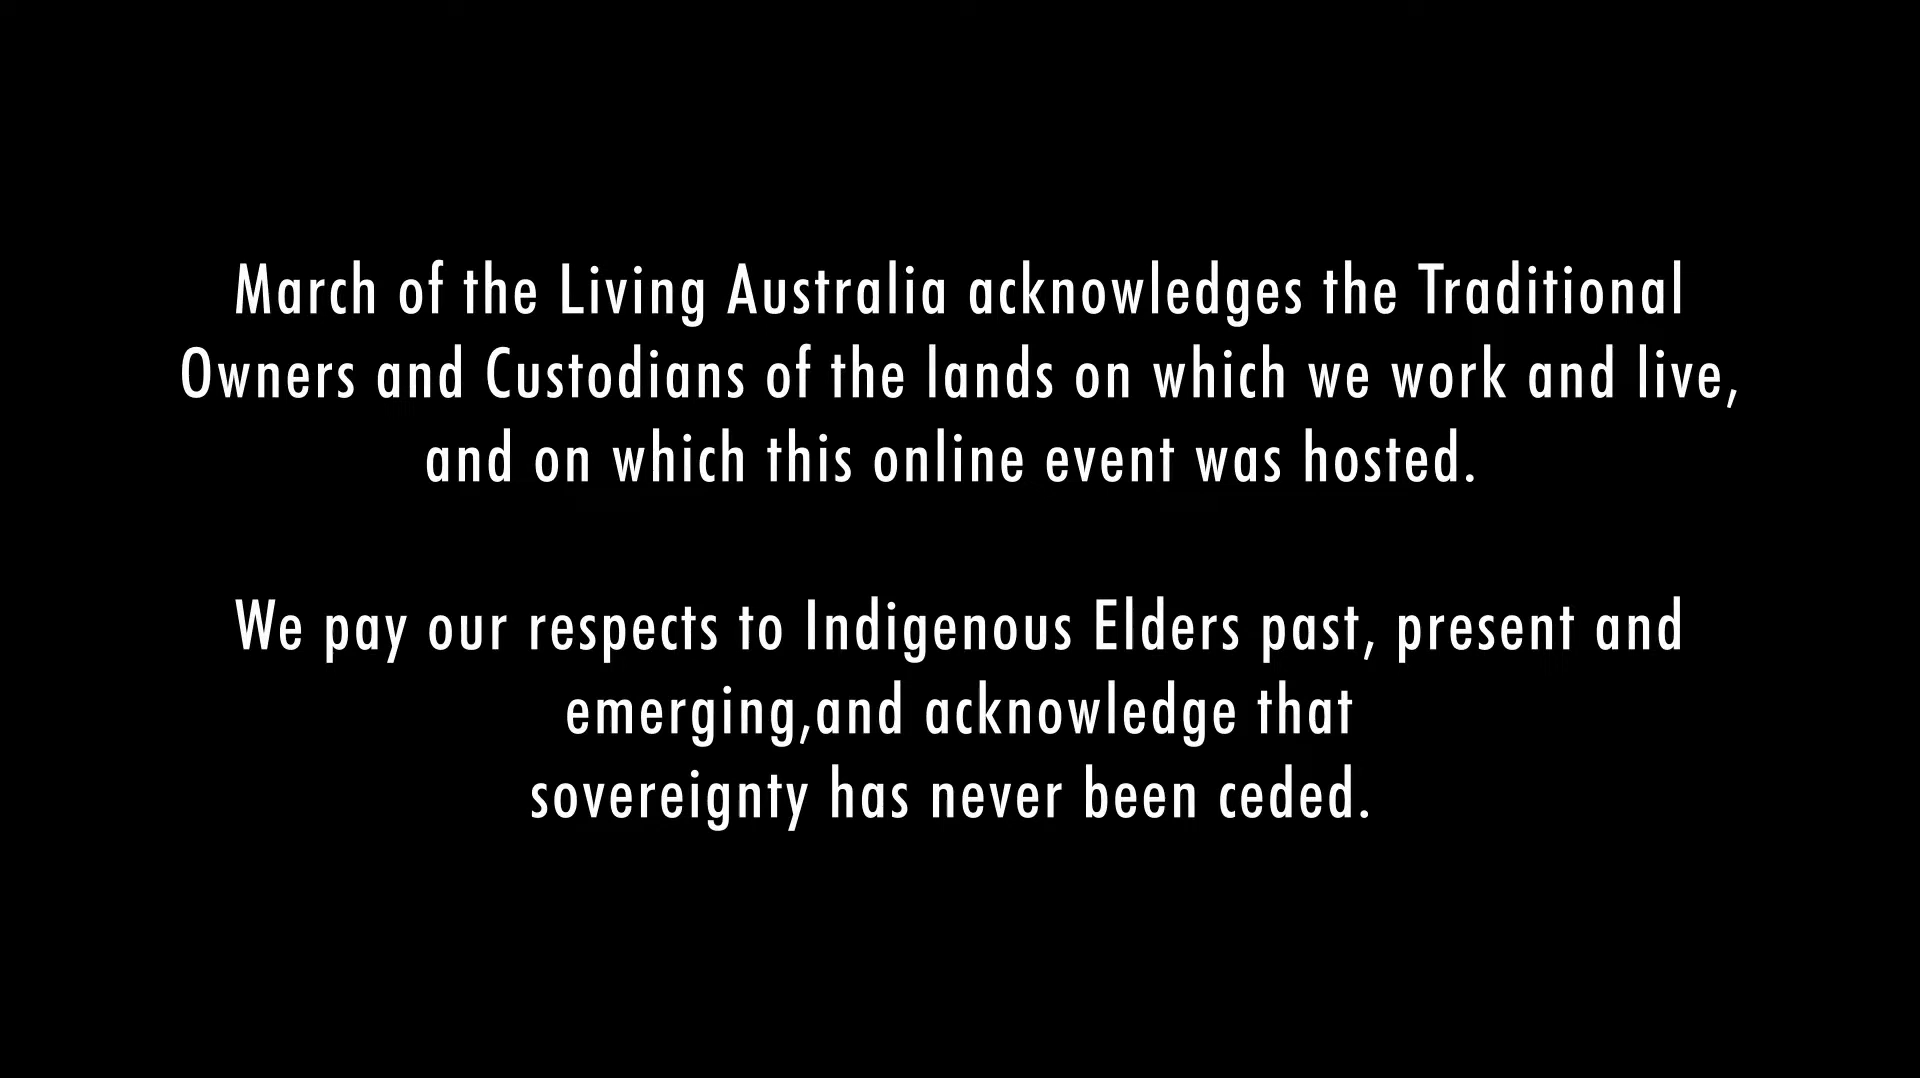 March of the Living Australia acknowledges the Traditional
Owners and Custodians of the lands on which we work and live,
and on which this online event was hosted.
We pay our respects to Indigenous Elders past, present and
emerging,and acknowledge that
sovereignty has never been ceded.